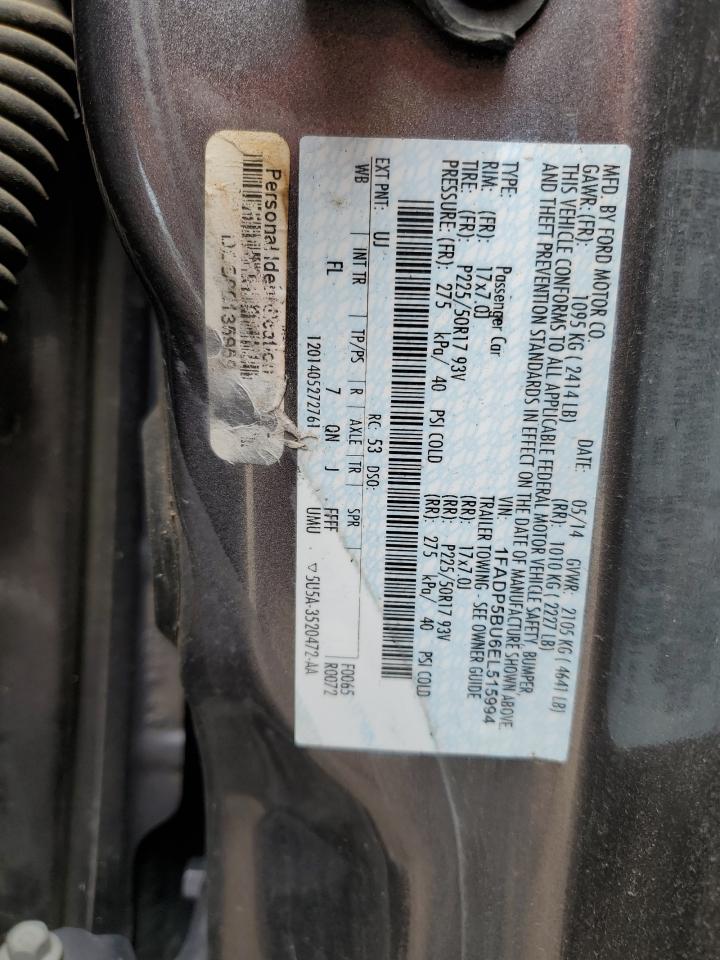 MFD. BY FORD MOTOR CO.
DATE: 05/14 GVWR: 2105 KG ( 4641 LB)
GAWR: (FR): 1095 KG ( 2414 LB) (RR): 1010 KG ( 2227 LB)
THIS VEHICLE CONFORMS TO ALL APPLICABLE FEDERAL MOTOR VEHICLE SAFETY, BUMPER,
AND THEFT PREVENTION STANDARDS IN EFFECT ON THE DATE OF MANUFACTURE SHOWN ABOVE.
VIN: 1FADP5BU6EL515994
TYPE: Passenger Car TRAILER TOWING - SEE OWNER GUIDE
RIM: (FR): 17x7.0J (RR): 17x7.0J
TIRE: (FR): P225/50R17 93V (RR): P225/50R17 93V
PRESSURE: (FR): 275 kPa/ 40 PSI COLD (RR): 275 kPa/ 40 PSI COLD
EXT PNT: UJ RC: 53 DSO: F0065
R0072
WB INT TR TP/PS R AXLE TR SPR
FL 7 QN J FFFF
1201405272761 UMU ▽ 5U5A-3520472-AA
Personal Identification